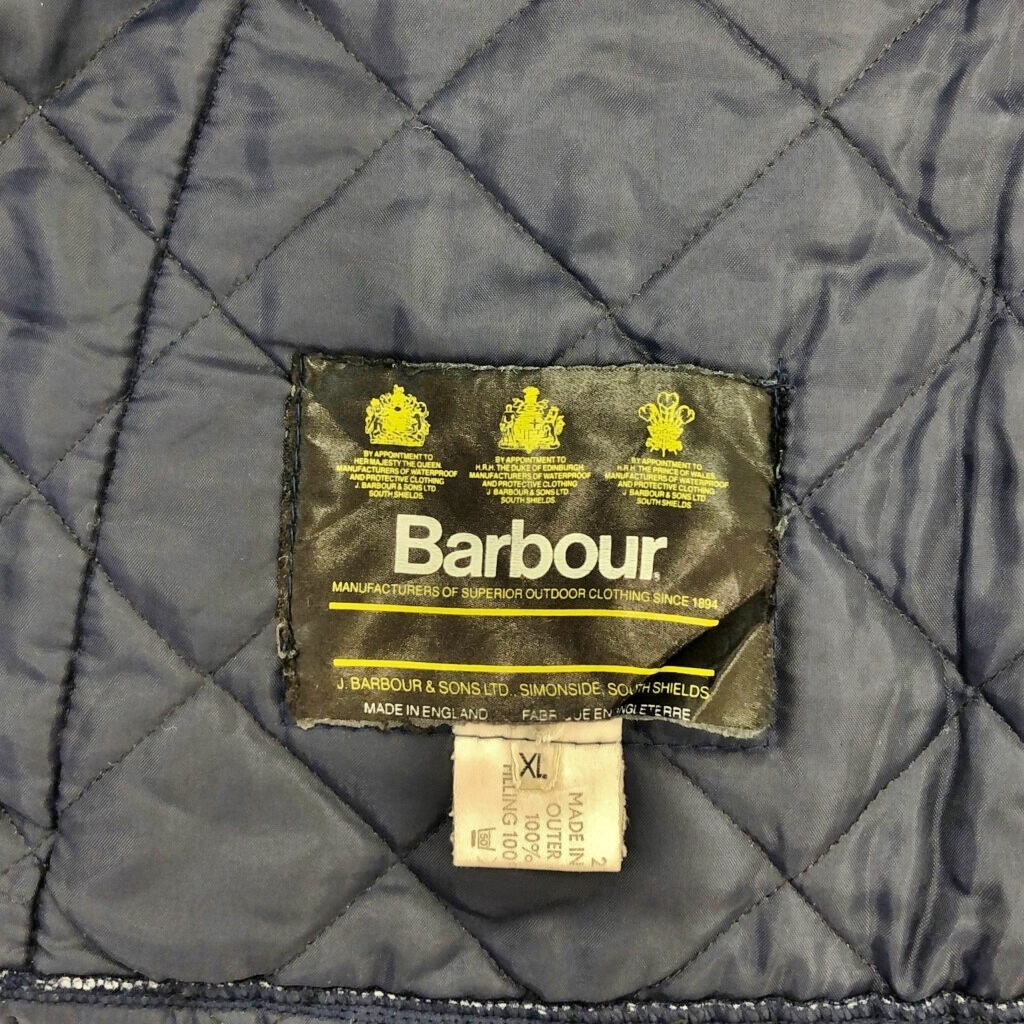 BY APPOINTMENT TO
HER MAJESTY THE QUEEN
MANUFACTURERS OF WATERPROOF
AND PROTECTIVE CLOTHING
J. BARBOUR & SONS LTD
SOUTH SHIELDS
BY APPOINTMENT TO
H.R.H. THE DUKE OF EDINBURGH
MANUFACTURERS OF WATERPROOF
AND PROTECTIVE CLOTHING
J. BARBOUR & SONS LTD
SOUTH SHIELDS
BY APPOINTMENT TO
H.R.H. THE PRINCE OF WALES
MANUFACTURERS OF WATERPROOF
AND PROTECTIVE CLOTHING
J. BARBOUR & SONS LTD
SOUTH SHIELDS
Barbour
MANUFACTURERS OF SUPERIOR OUTDOOR CLOTHING SINCE 1894
J. BARBOUR & SONS LTD., SIMONSIDE, SOUTH SHIELDS
MADE IN ENGLAND EN ANGLETERRE
XL
2
MADE IN
OUTER
100%
FILLING 100
50